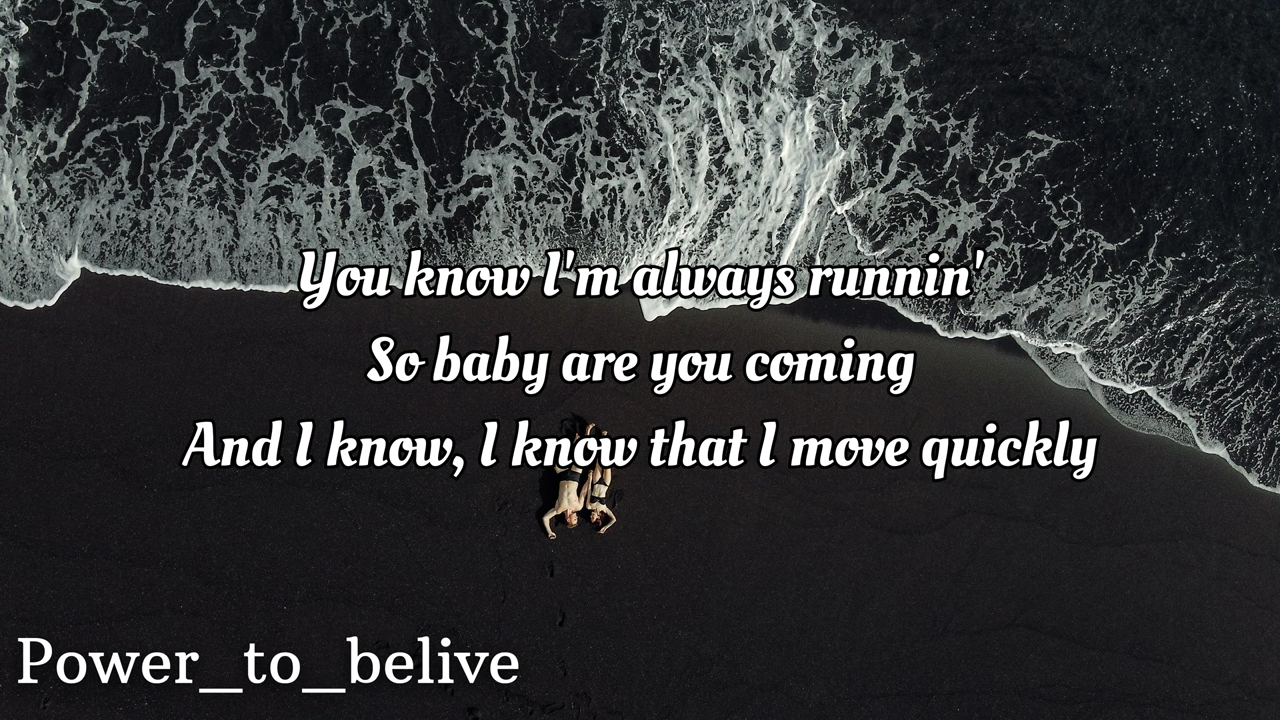 You know I'm always runnin'
So baby are you coming
And I know, I know that I move quickly
Power_to_belive